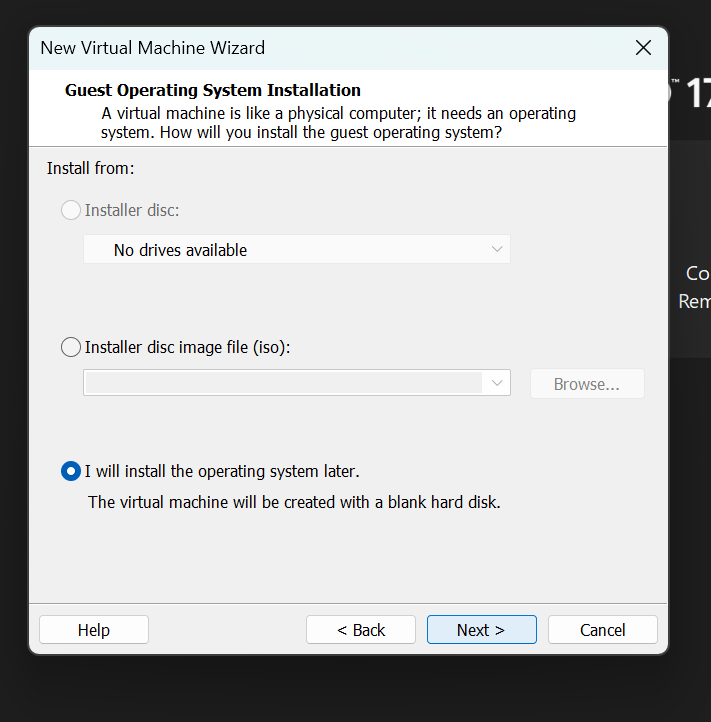 New Virtual Machine Wizard
Guest Operating System Installation
A virtual machine is like a physical computer; it needs an operating
system. How will you install the guest operating system?
™ 17
Install from:
Installer disc:
No drives available
Co
Rem
Installer disc image file (iso):
Browse...
I will install the operating system later.
The virtual machine will be created with a blank hard disk.
Help
< Back
Next >
Cancel